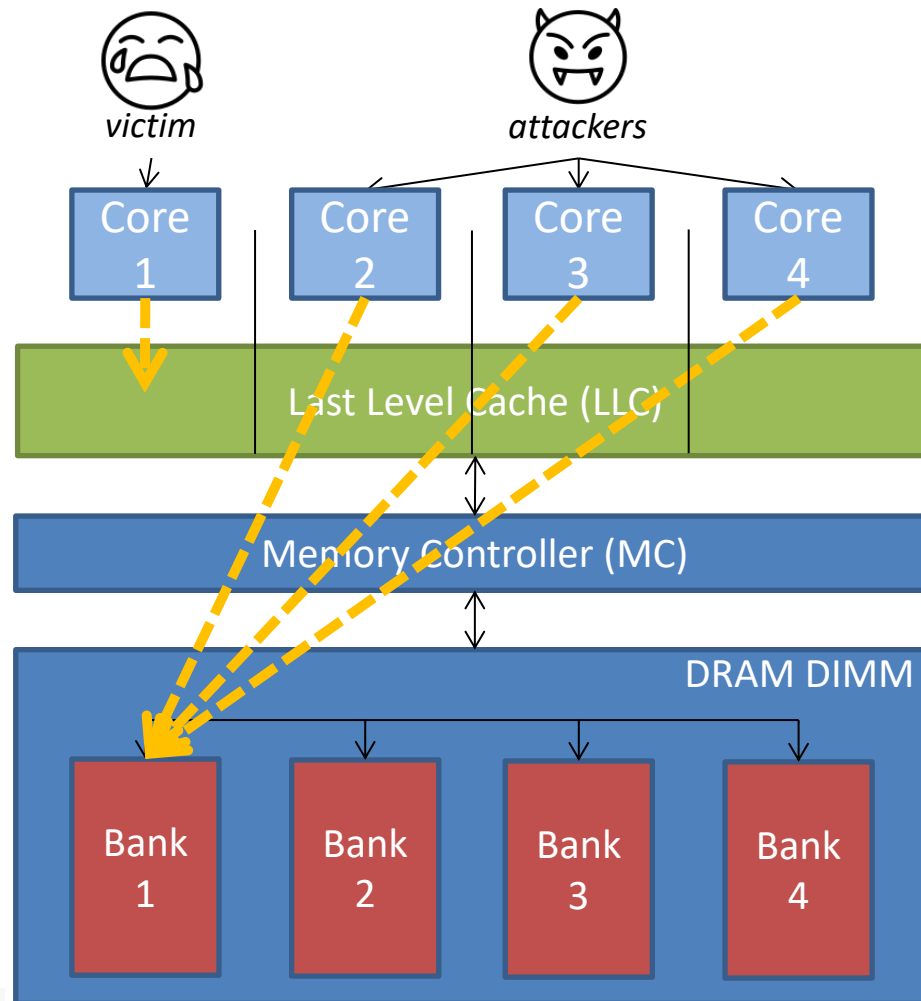 victim
attackers
Core
1
Core
2
Core
3
Core
4
Last Level Cache (LLC)
Memory Controller (MC)
DRAM DIMM
Bank
1
Bank
2
Bank
3
Bank
4